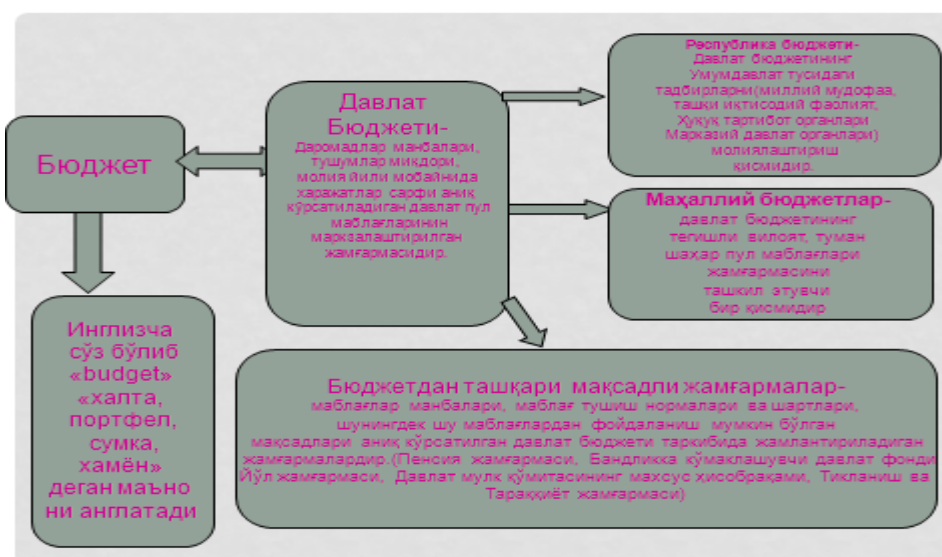 Бюджет
Инглизча
сўз бўлиб
«budget»
«халта,
портфел,
сумка,
хамён»
деган маъно
ни англатади
Давлат
Бюджети-
Даромадлар манбалари,
тушумлар миқдори,
молия йили мобайнида
харажатлар сарфи аниқ
кўрсатиладиган давлат пул
маблағларинин
марказлаштирилган
жамғармасидир.
Республика бюджети-
Давлат бюджетининг
Умумдавлат тусидаги
тадбирларни(миллий мудофаа,
ташқи иқтисодий фаолият,
Ҳуқуқ тартибот органлари
Марказий давлат органлари)
молиялаштириш
қисмидир.
Маҳаллий бюджетлар-
давлат бюджетининг
тегишли вилоят, туман
шаҳар пул маблағлари
жамғармасини
ташкил этувчи
бир қисмидир
Бюджетдан ташқари мақсадли жамғармалар-
маблағлар манбалари, маблағ тушиш нормалари ва шартлари,
шунингдек шу маблағлардан фойдаланиш мумкин бўлган
мақсадлари аниқ кўрсатилган давлат бюджети таркибида жамлантириладиган
жамғармалардир.(Пенсия жамғармаси, Бандликка кўмаклашувчи давлат фонди
Йўл жамғармаси, Давлат мулк қўмитасининг махсус ҳисобрақами, Тикланиш ва
Тараққиёт жамғармаси)